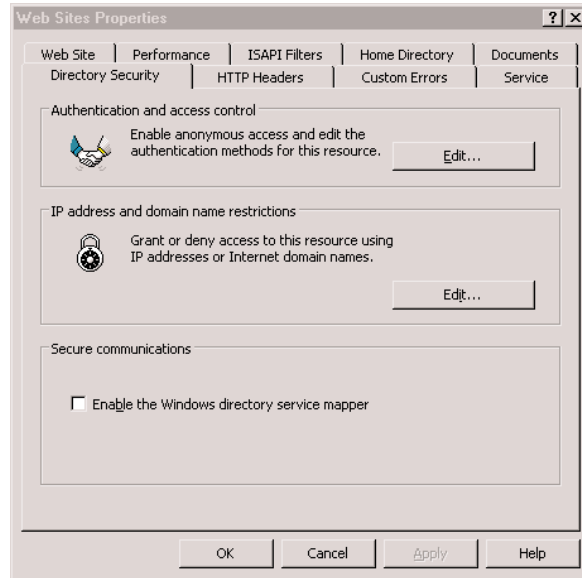 Web Sites Properties
? X
Web Site Performance ISAPI Filters Home Directory Documents
Directory Security HTTP Headers Custom Errors Service
Authentication and access control
Enable anonymous access and edit the
authentication methods for this resource.
Edit...
IP address and domain name restrictions
Grant or deny access to this resource using
IP addresses or Internet domain names.
Edit...
Secure communications
Enable the Windows directory service mapper
OK Cancel Apply Help